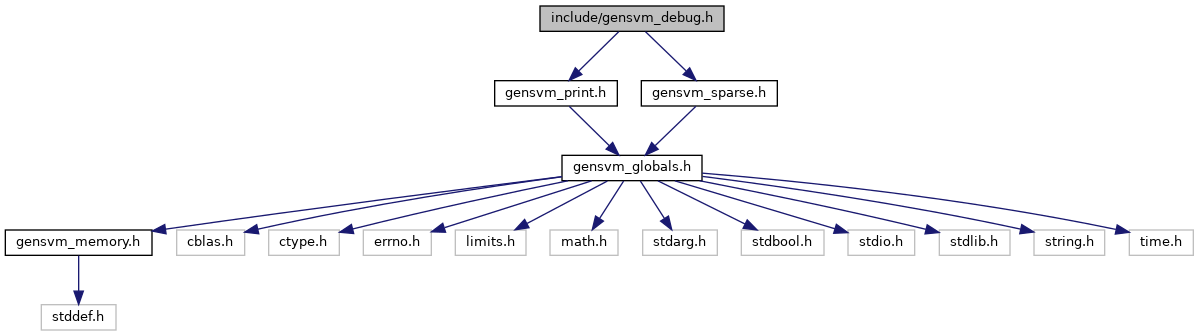 include/gensvm_debug.h
gensvm_print.h
gensvm_sparse.h
gensvm_globals.h
gensvm_memory.h
cblas.h
ctype.h
errno.h
limits.h
math.h
stdarg.h
stdbool.h
stdio.h
stdlib.h
string.h
time.h
stddef.h